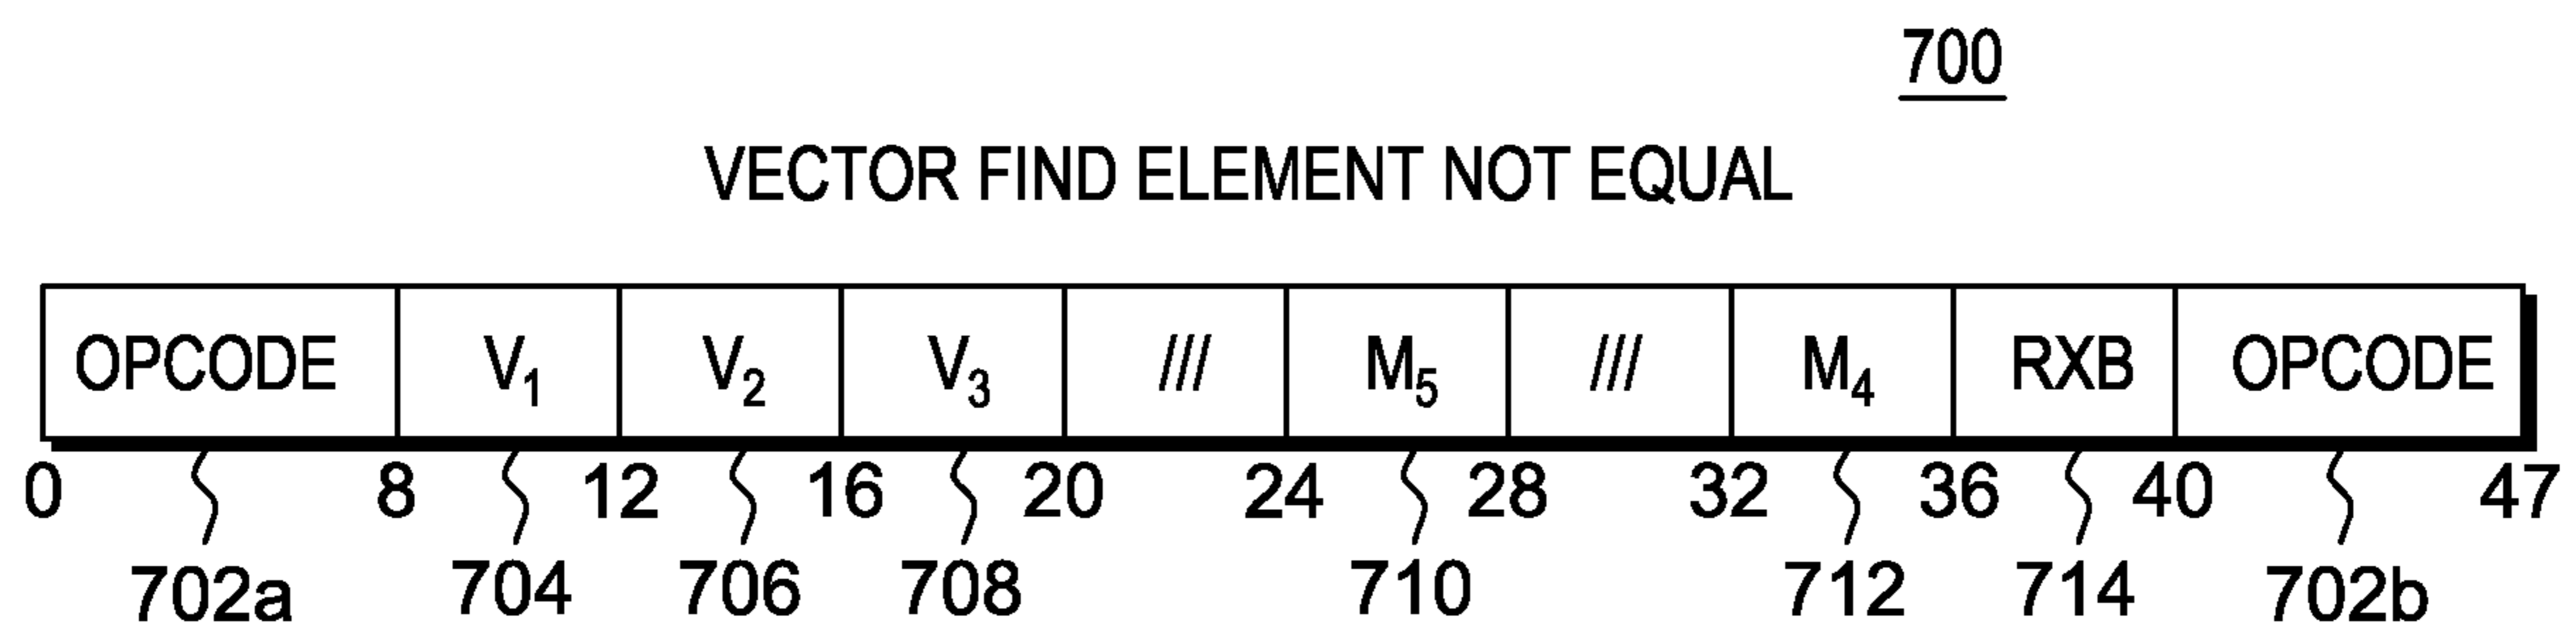 700
VECTOR FIND ELEMENT NOT EQUAL
OPCODE V₁ V₂ V₃ /// M₅ /// M₄ RXB OPCODE
0 8 12 16 20 24 28 32 36 40 47
702a 704 706 708 710 712 714 702b